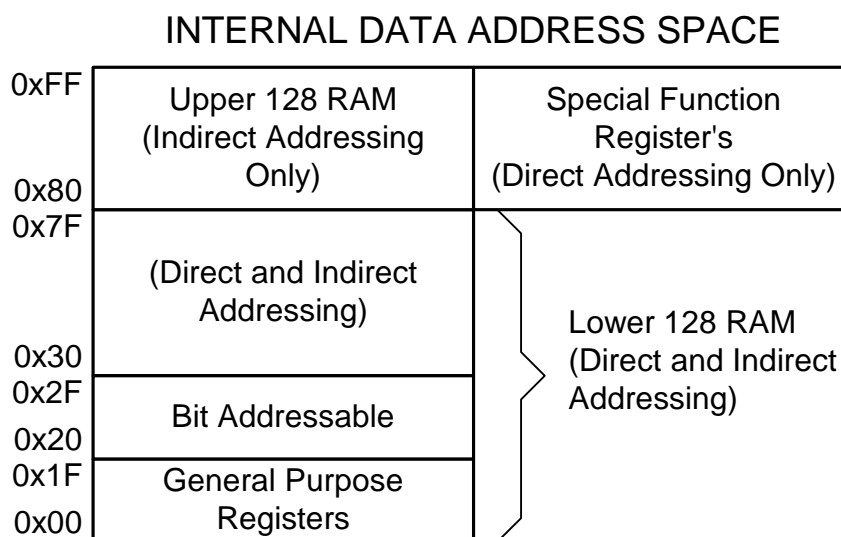 INTERNAL DATA ADDRESS SPACE
0xFF
Upper 128 RAM
(Indirect Addressing
Only)
0x80
Special Function
Register's
(Direct Addressing Only)
0x7F
(Direct and Indirect
Addressing)
0x30
Lower 128 RAM
(Direct and Indirect
Addressing)
0x2F
Bit Addressable
0x20
0x1F
General Purpose
Registers
0x00